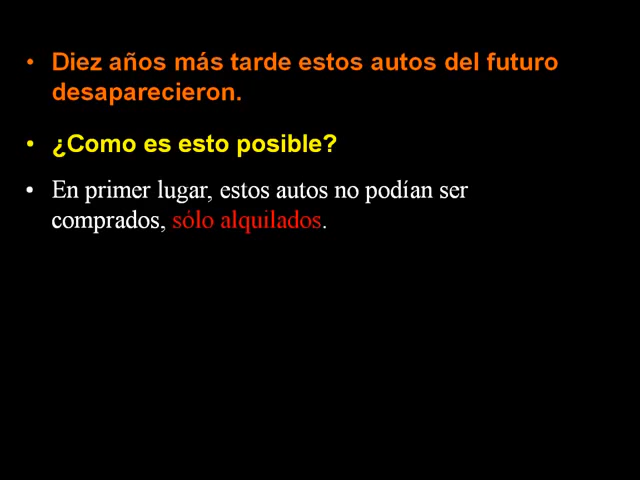 • Diez años más tarde estos autos del futuro
desaparecieron.
• ¿Como es esto posible?
• En primer lugar, estos autos no podían ser
comprados, sólo alquilados.